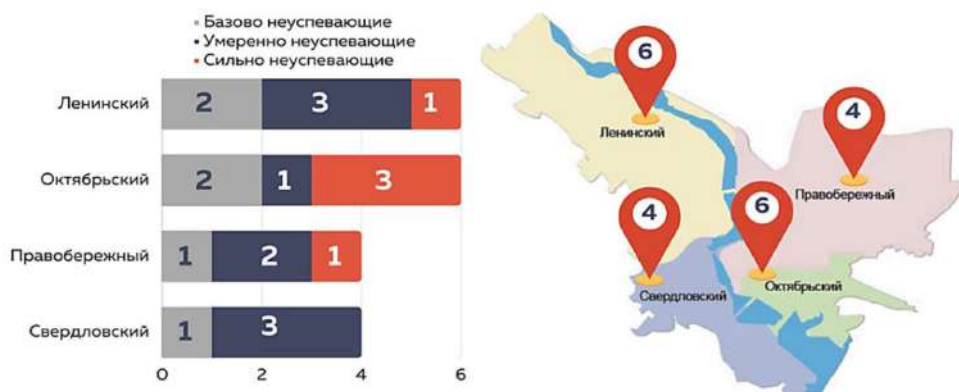 Базово неуспевающие
Умеренно неуспевающие
Сильно неуспевающие
Ленинский
2 3 1
Октябрьский
2 1 3
Правобережный
1 2 1
Свердловский
1 3
0 2 4 6
6
Ленинский
4
Правобережный
4
Свердловский
6
Октябрьский